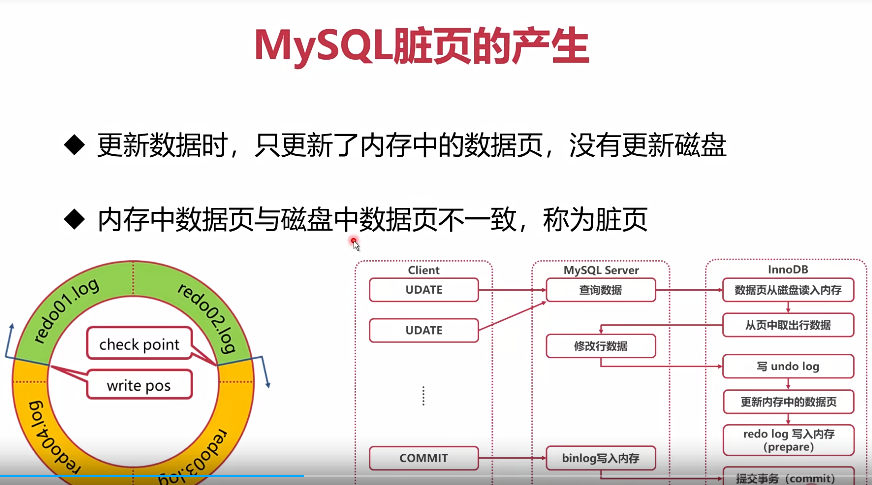 MySQL脏页的产生
更新数据时，只更新了内存中的数据页，没有更新磁盘
内存中数据页与磁盘中数据页不一致，称为脏页
redo01.log
redo02.log
check point
write pos
redo04.log
redo03.log
Client
UDATE
UDATE
COMMIT
MySQL Server
查询数据
修改行数据
binlog写入内存
InnoDB
数据页从磁盘读入内存
从页中取出行数据
写 undo log
更新内存中的数据页
redo log 写入内存
（prepare）
提交事务（commit）